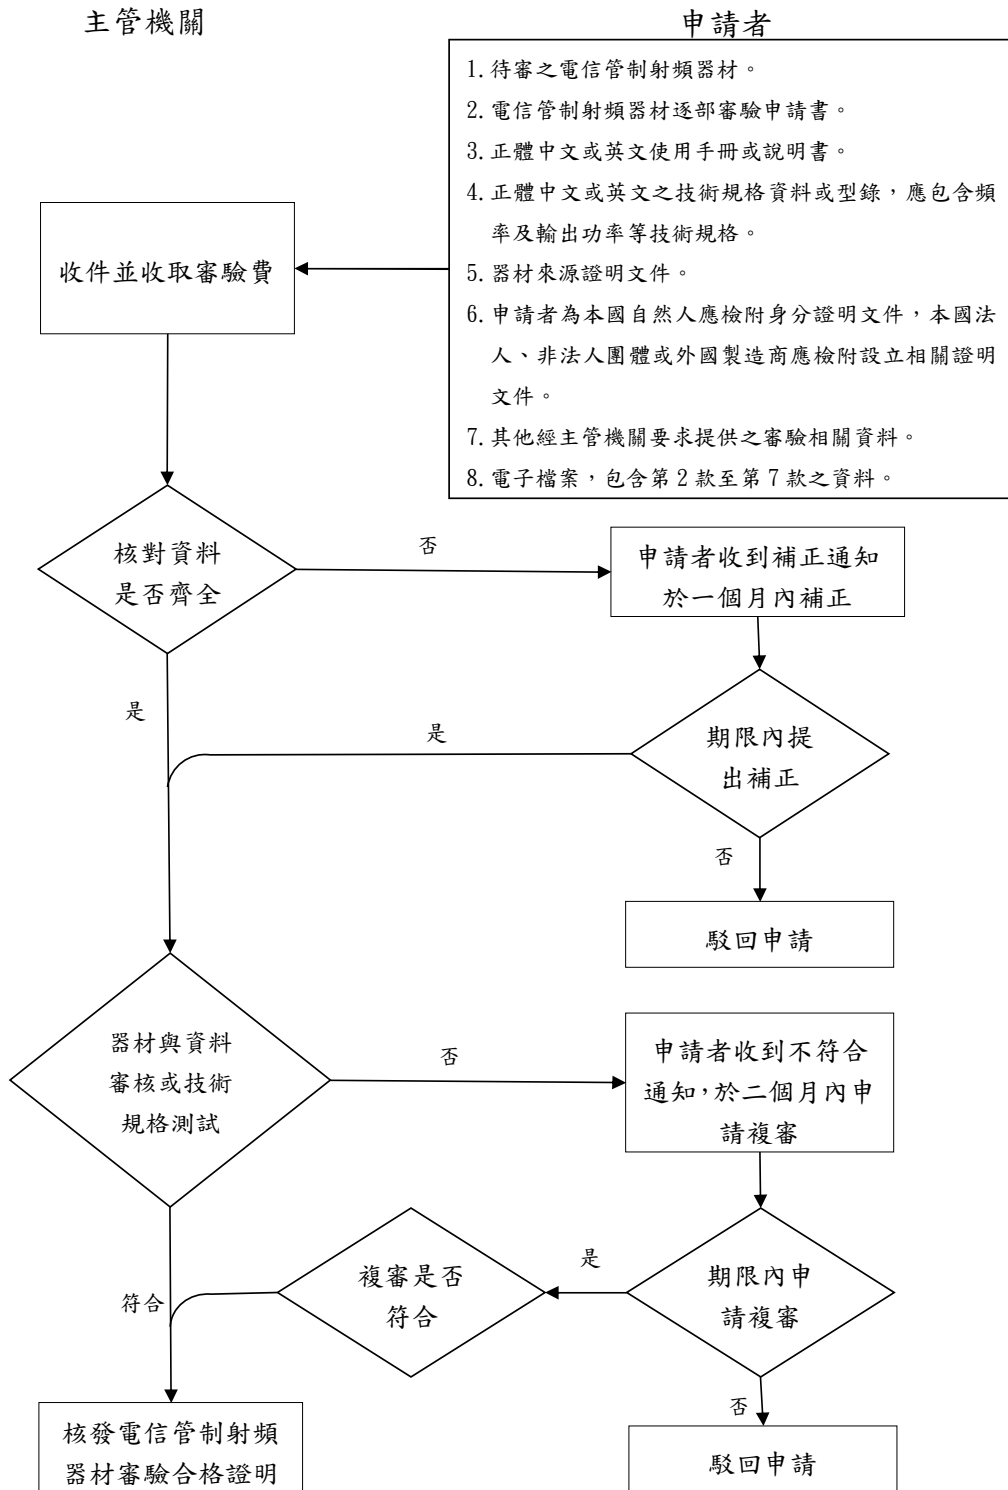 主管機關
申請者
1. 待審之電信管制射頻器材。
2. 電信管制射頻器材逐部審驗申請書。
3. 正體中文或英文使用手冊或說明書。
4. 正體中文或英文之技術規格資料或型錄，應包含頻
率及輸出功率等技術規格。
5. 器材來源證明文件。
6. 申請者為本國自然人應檢附身分證明文件，本國法
人、非法人團體或外國製造商應檢附設立相關證明
文件。
7. 其他經主管機關要求提供之審驗相關資料。
8. 電子檔案，包含第 2 款至第 7 款之資料。
收件並收取審驗費
核對資料
是否齊全
否
申請者收到補正通知
於一個月內補正
是
是
期限內提
出補正
否
駁回申請
器材與資料
審核或技術
規格測試
否
申請者收到不符合
通知，於二個月內申
請複審
符合
複審是否
符合
是
期限內申
請複審
否
核發電信管制射頻
器材審驗合格證明
駁回申請